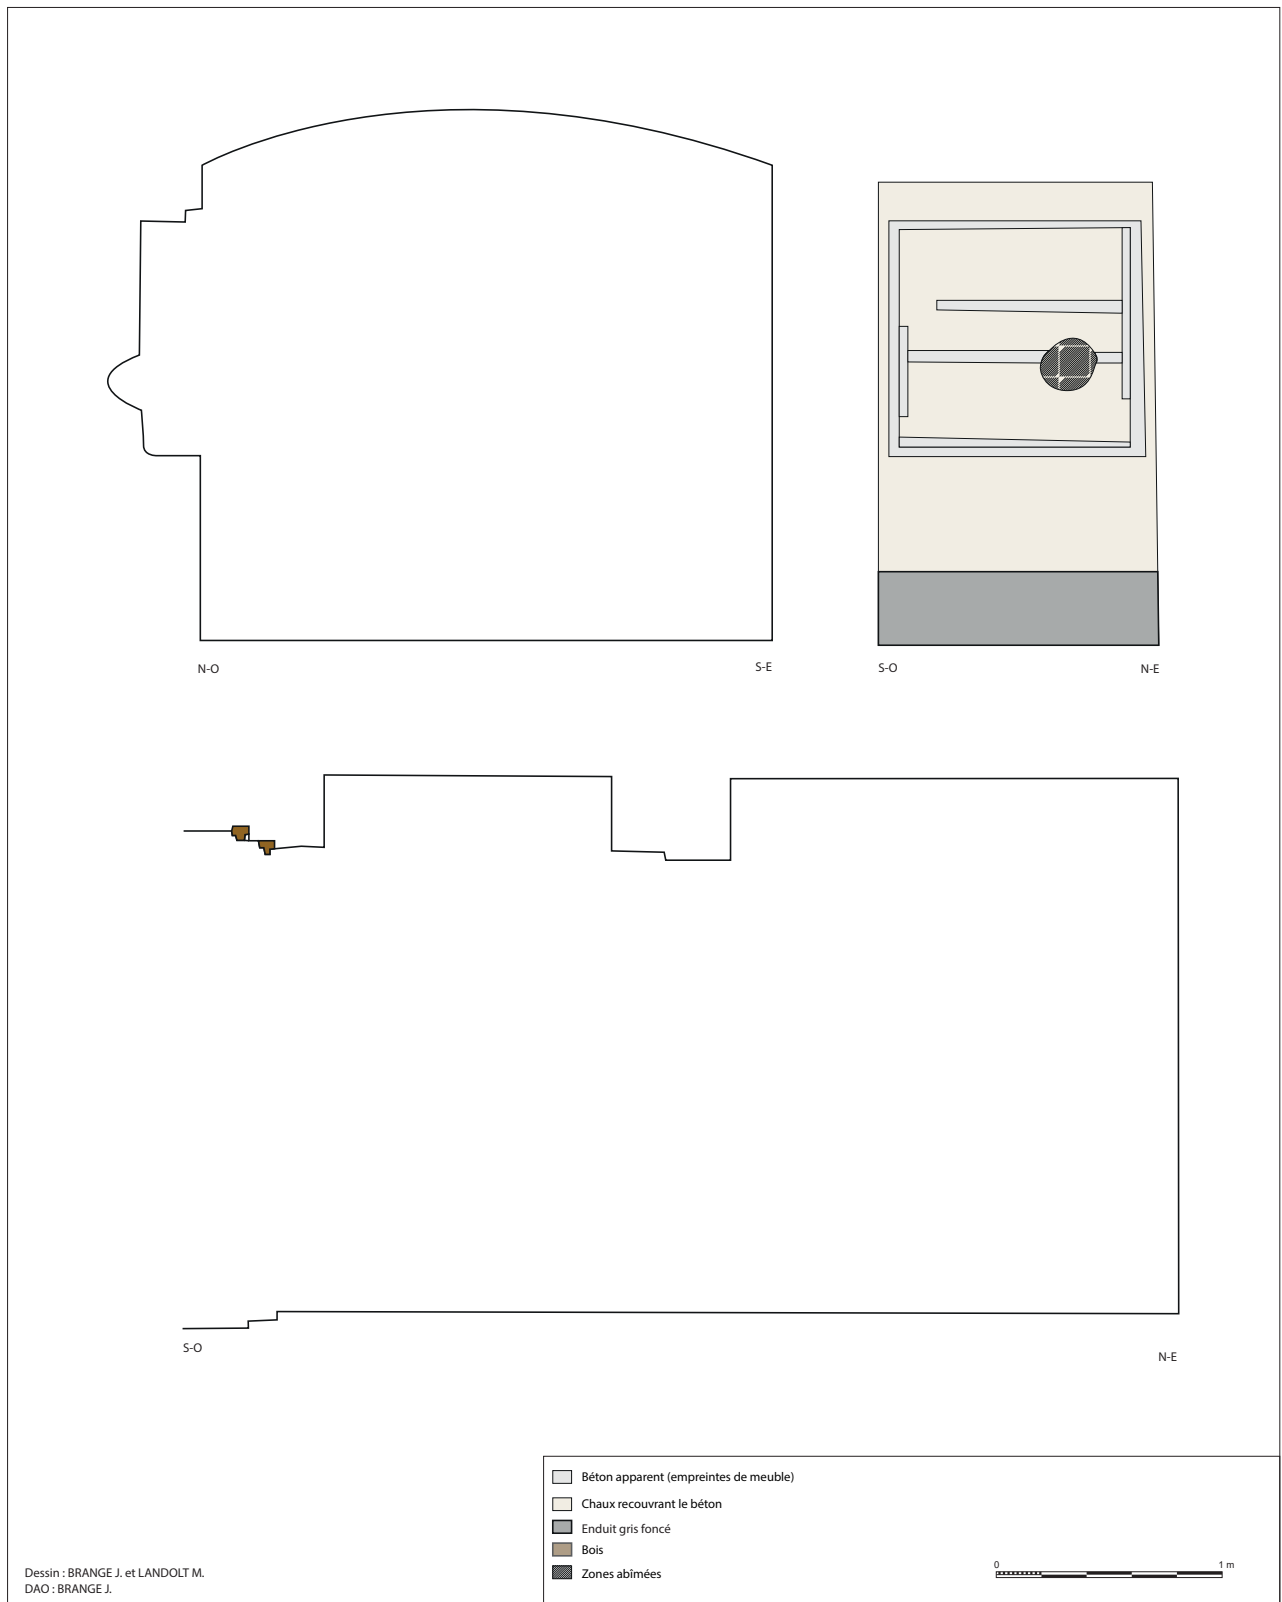 N-O
S-E
S-O
N-E
S-O
N-E
Béton apparent (empreintes de meuble)
Chaux recouvrant le béton
Enduit gris foncé
Bois
Zones abîmées
0
1 m
Dessin : BRANGE J. et LANDOLT M.
DAO : BRANGE J.